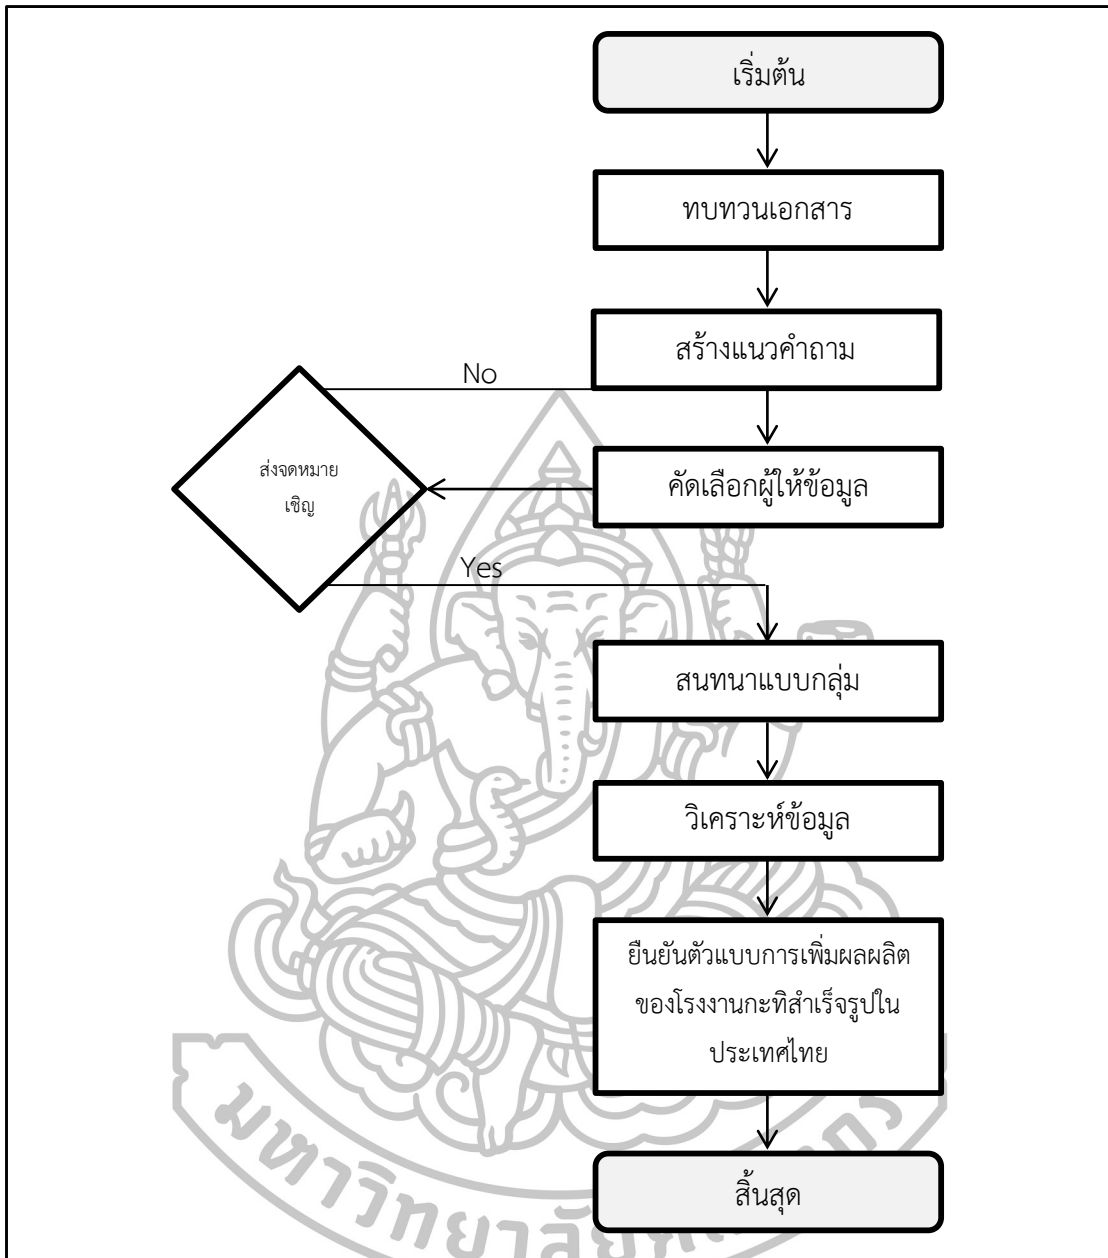 เริ่มต้น
ทบทวนเอกสาร
สร้างแนวคำถาม
No
ส่งจดหมาย
เชิญ
คัดเลือกผู้ให้ข้อมูล
Yes
สนทนาแบบกลุ่ม
วิเคราะห์ข้อมูล
ยืนยันตัวแบบการเพิ่มผลผลิต
ของโรงงานกะทิสำเร็จรูปใน
ประเทศไทย
สิ้นสุด